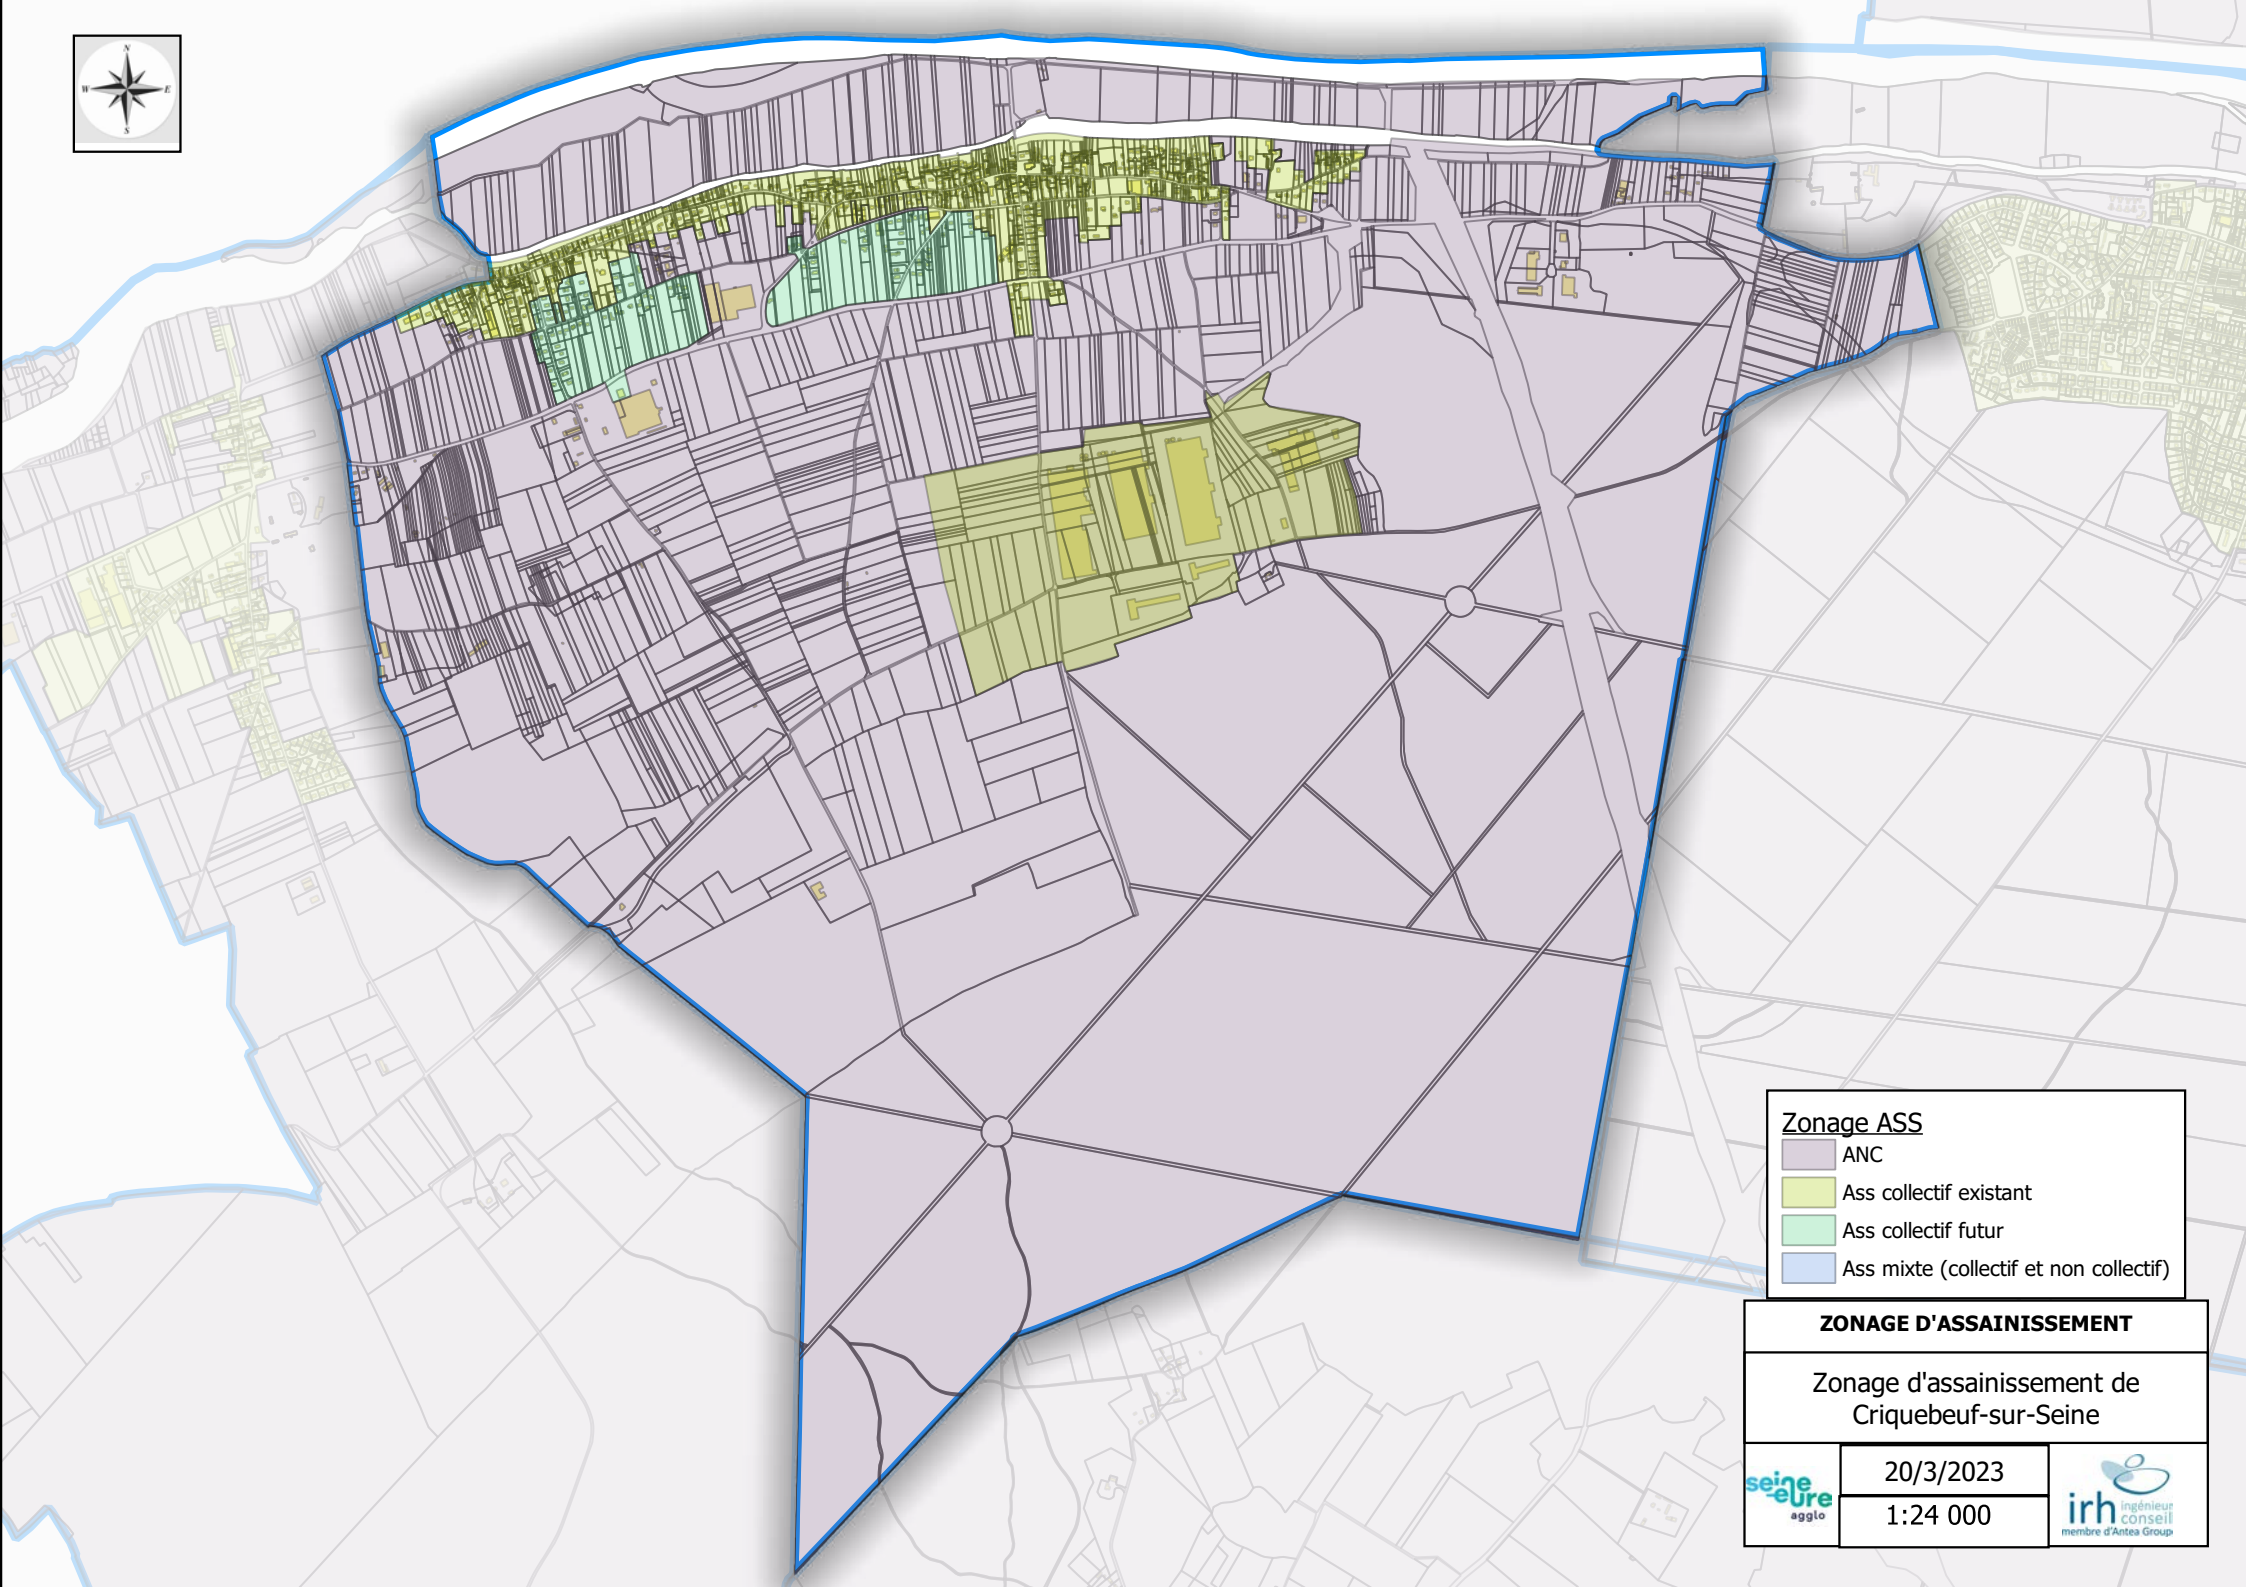 N
W
E
S
Zonage ASS
ANC
Ass collectif existant
Ass collectif futur
Ass mixte (collectif et non collectif)
ZONAGE D'ASSAINISSEMENT
Zonage d'assainissement de
Criquebeuf-sur-Seine
seine
eure
agglo
20/3/2023
1:24 000
irh ingénieur
conseil
membre d'Antea Group